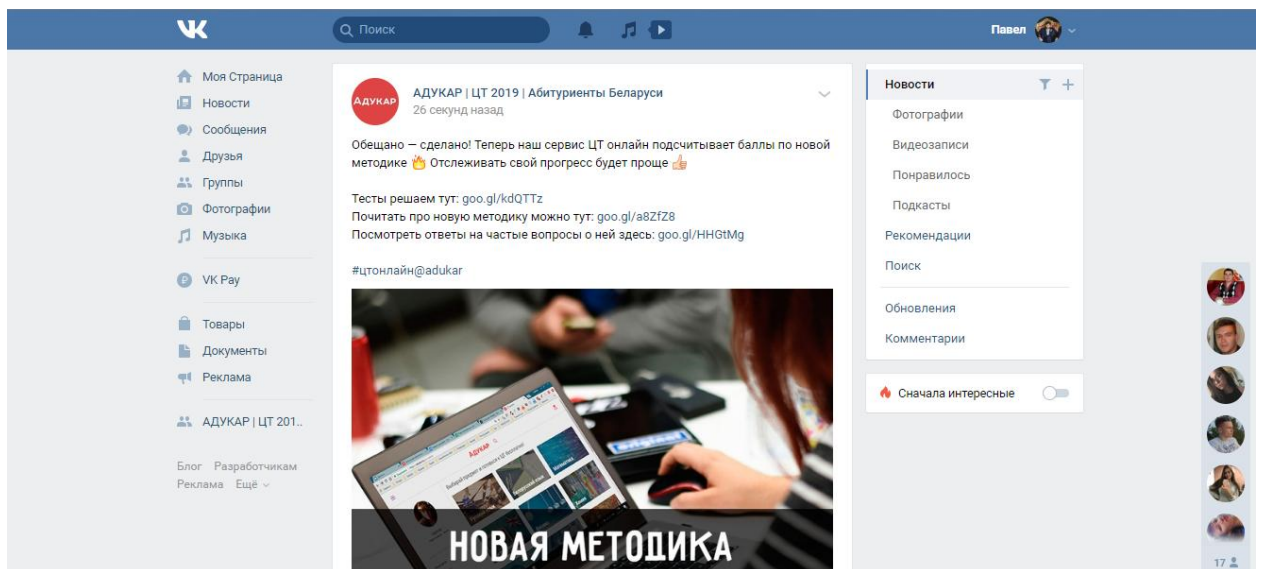 Поиск
Павел
Моя Страница
Новости
Сообщения
Друзья
Группы
Фотографии
Музыка
VK Pay
Товары
Документы
Реклама
АДУКАР | ЦТ 201..
Блог Разработчикам
Реклама Ещё
АДУКАР
АДУКАР | ЦТ 2019 | Абитуриенты Беларуси
26 секунд назад
Обещано — сделано! Теперь наш сервис ЦТ онлайн подсчитывает баллы по новой
методике 👏 Отслеживать свой прогресс будет проще 👍
Тесты решаем тут: goo.gl/kdQTTz
Почитать про новую методику можно тут: goo.gl/a8ZfZ8
Посмотреть ответы на частые вопросы о ней здесь: goo.gl/HHGtMg
#цтонлайн@adukar
АДУКАР
НОВАЯ МЕТОДИКА
Новости
Фотографии
Видеозаписи
Понравилось
Подкасты
Рекомендации
Поиск
Обновления
Комментарии
Сначала интересные
17